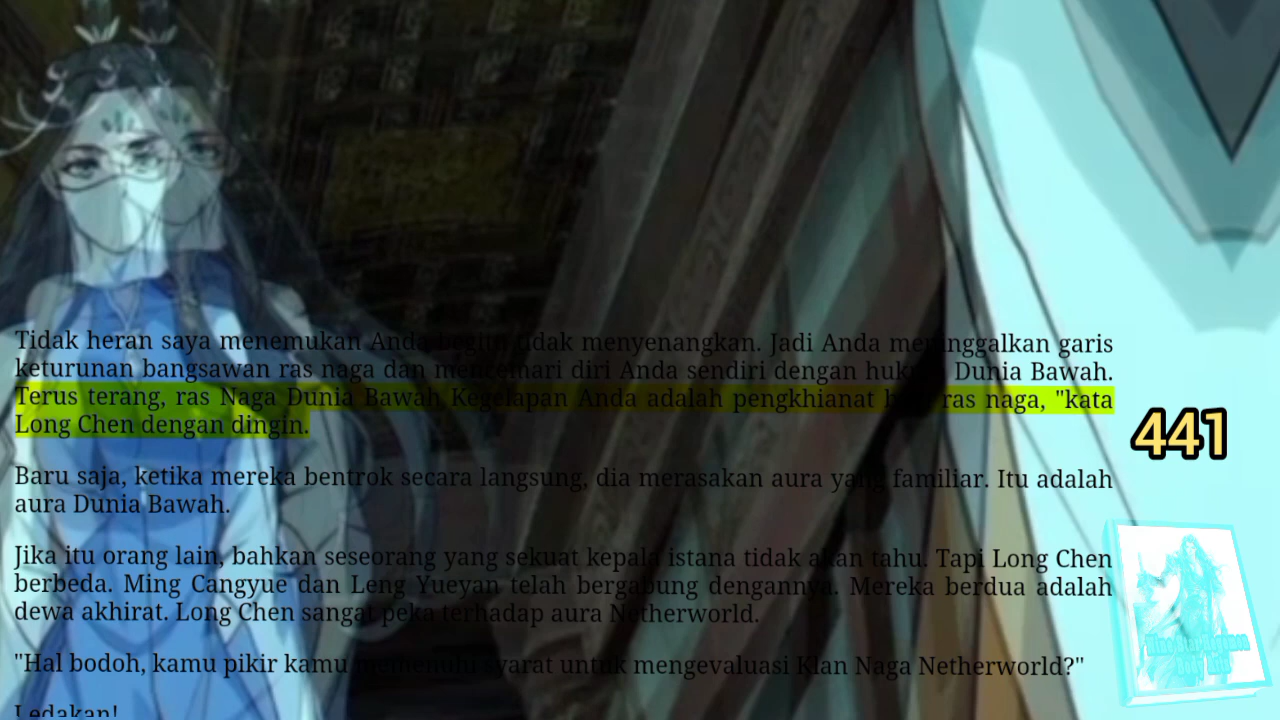 Tidak heran saya menemukan Anda begitu tidak menyenangkan. Jadi Anda meninggalkan garis
keturunan bangsawan ras naga dan mencemari diri Anda sendiri dengan hukum Dunia Bawah.
Terus terang, ras Naga Dunia Bawah Kegelapan Anda adalah pengkhianat bagi ras naga, "kata
Long Chen dengan dingin.
Baru saja, ketika mereka bentrok secara langsung, dia merasakan aura yang familiar. Itu adalah
aura Dunia Bawah.
Jika itu orang lain, bahkan seseorang yang sekuat kepala istana tidak akan tahu. Tapi Long Chen
berbeda. Ming Cangyue dan Leng Yueyan telah bergabung dengannya. Mereka berdua adalah
dewa akhirat. Long Chen sangat peka terhadap aura Netherworld.
"Hal bodoh, kamu pikir kamu memenuhi syarat untuk mengevaluasi Klan Naga Netherworld?"
Ledakan!
441
Nine Star Hegemon
Body Arts